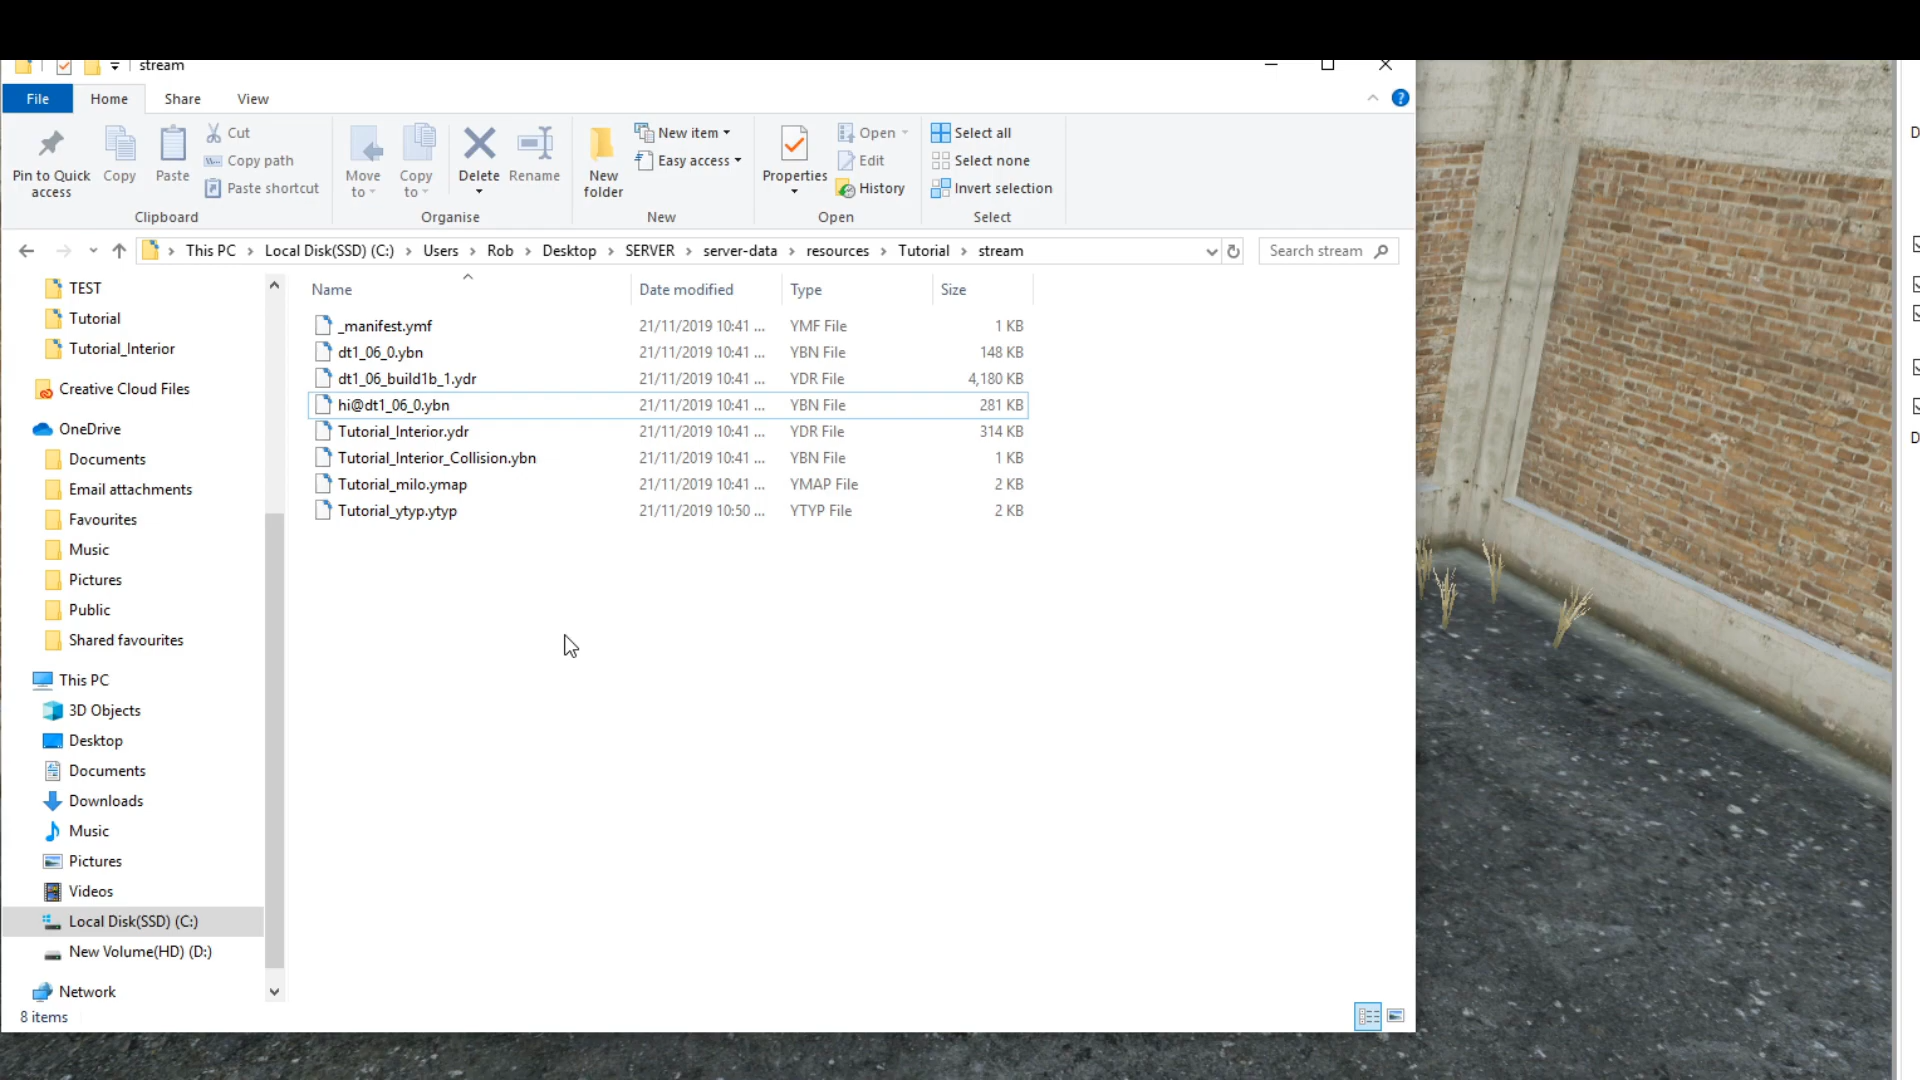 stream
File Home Share View
Pin to Quick access
Copy
Paste
Cut
Copy path
Paste shortcut
Clipboard
Move to
Copy to
Delete
Rename
Organise
New folder
New item
Easy access
New
Properties
Open
Edit
History
Open
Select all
Select none
Invert selection
Select
This PC > Local Disk(SSD) (C:) > Users > Rob > Desktop > SERVER > server-data > resources > Tutorial > stream
Search stream
TEST
Tutorial
Tutorial_Interior
Creative Cloud Files
OneDrive
Documents
Email attachments
Favourites
Music
Pictures
Public
Shared favourites
This PC
3D Objects
Desktop
Documents
Downloads
Music
Pictures
Videos
Local Disk(SSD) (C:)
New Volume(HD) (D:)
Network
8 items
Name Date modified Type Size
_manifest.ymf 21/11/2019 10:41 ... YMF File 1 KB
dt1_06_0.ybn 21/11/2019 10:41 ... YBN File 148 KB
dt1_06_build1b_1.ydr 21/11/2019 10:41 ... YDR File 4,180 KB
hi@dt1_06_0.ybn 21/11/2019 10:41 ... YBN File 281 KB
Tutorial_Interior.ydr 21/11/2019 10:41 ... YDR File 314 KB
Tutorial_Interior_Collision.ybn 21/11/2019 10:41 ... YBN File 1 KB
Tutorial_milo.ymap 21/11/2019 10:41 ... YMAP File 2 KB
Tutorial_ytyp.ytyp 21/11/2019 10:50 ... YTYP File 2 KB
D
D